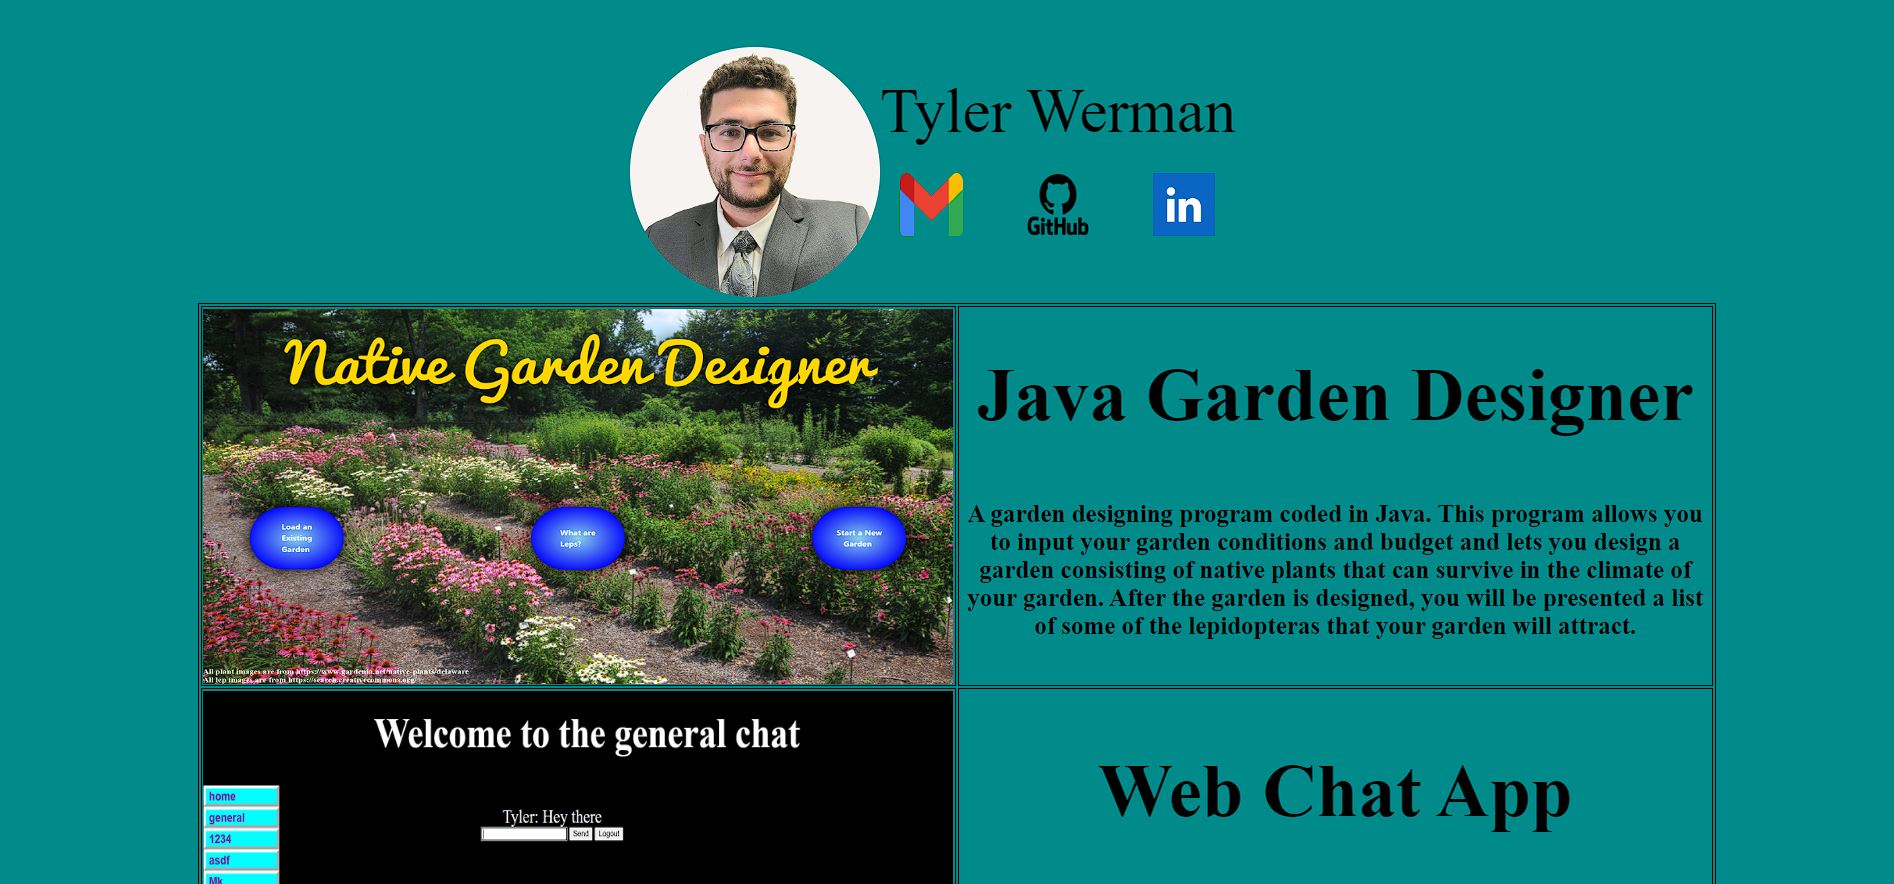 Tyler Werman
GitHub
in
Native Garden Designer
Load an
Existing
Garden
What are
Leps?
Start a New
Garden
All plant images are from https://www.gardenia.net/native-plants/delaware
All lep images are from https://search.creativecommons.org/
Java Garden Designer
A garden designing program coded in Java. This program allows you
to input your garden conditions and budget and lets you design a
garden consisting of native plants that can survive in the climate of
your garden. After the garden is designed, you will be presented a list
of some of the lepidopteras that your garden will attract.
Welcome to the general chat
home
general
1234
asdf
Mk
Tyler: Hey there
Send
Logout
Web Chat App